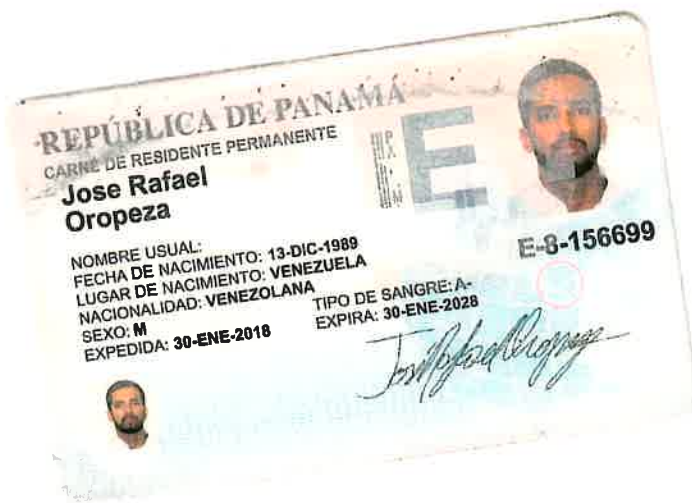 REPÚBLICA DE PANAMÁ
CARNÉ DE RESIDENTE PERMANENTE
Jose Rafael
Oropeza
E
E-8-156699
NOMBRE USUAL:
FECHA DE NACIMIENTO: 13-DIC-1989
LUGAR DE NACIMIENTO: VENEZUELA
NACIONALIDAD: VENEZOLANA
SEXO: M TIPO DE SANGRE: A-
EXPEDIDA: 30-ENE-2018 EXPIRA: 30-ENE-2028